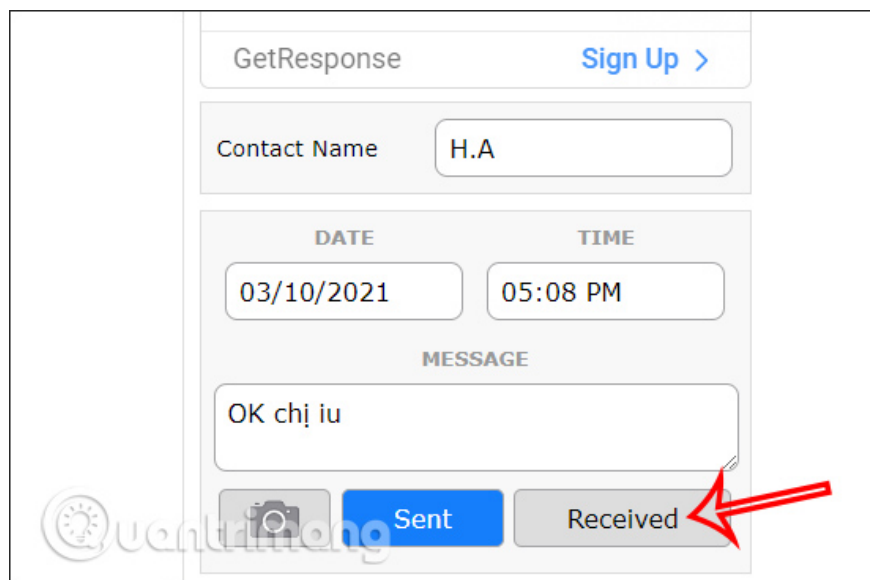 GetResponse Sign Up >
Contact Name H.A
DATE TIME
03/10/2021 05:08 PM
MESSAGE
OK chị iu
Sent Received
Quantrimang